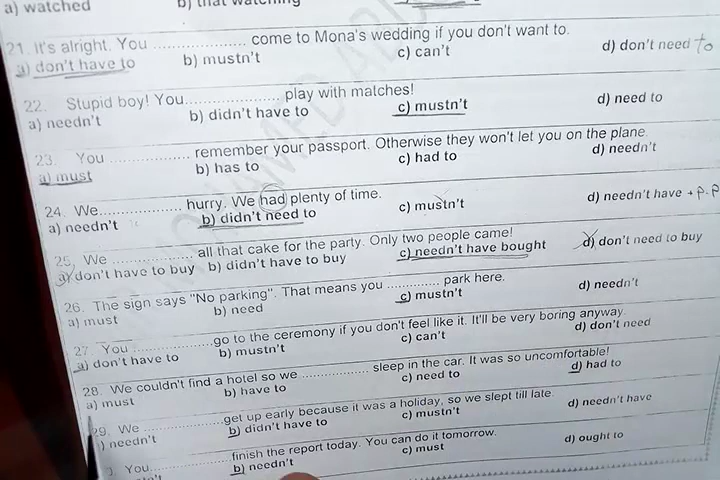 a) watched b) that watching
21. It's alright. You .................... come to Mona's wedding if you don't want to.
a) don't have to b) mustn't c) can't d) don't need to
22. Stupid boy! You.................... play with matches!
a) needn't b) didn't have to c) mustn't d) need to
23. You .................... remember your passport. Otherwise they won't let you on the plane.
a) must b) has to c) had to d) needn't
24. We.................... hurry. We had plenty of time.
a) needn't b) didn't need to c) mustn't d) needn't have + p.p
25. We .................... all that cake for the party. Only two people came!
a) don't have to buy b) didn't have to buy c) needn't have bought d) don't need to buy
26. The sign says "No parking". That means you .............. park here.
a) must b) need c) mustn't d) needn't
27. You ....................go to the ceremony if you don't feel like it. It'll be very boring anyway.
a) don't have to b) mustn't c) can't d) don't need
28. We couldn't find a hotel so we .................. sleep in the car. It was so uncomfortable!
a) must b) have to c) need to d) had to
29. We ....................get up early because it was a holiday, so we slept till late.
) needn't b) didn't have to c) mustn't d) needn't have
You....................finish the report today. You can do it tomorrow.
b) needn't c) must d) ought to